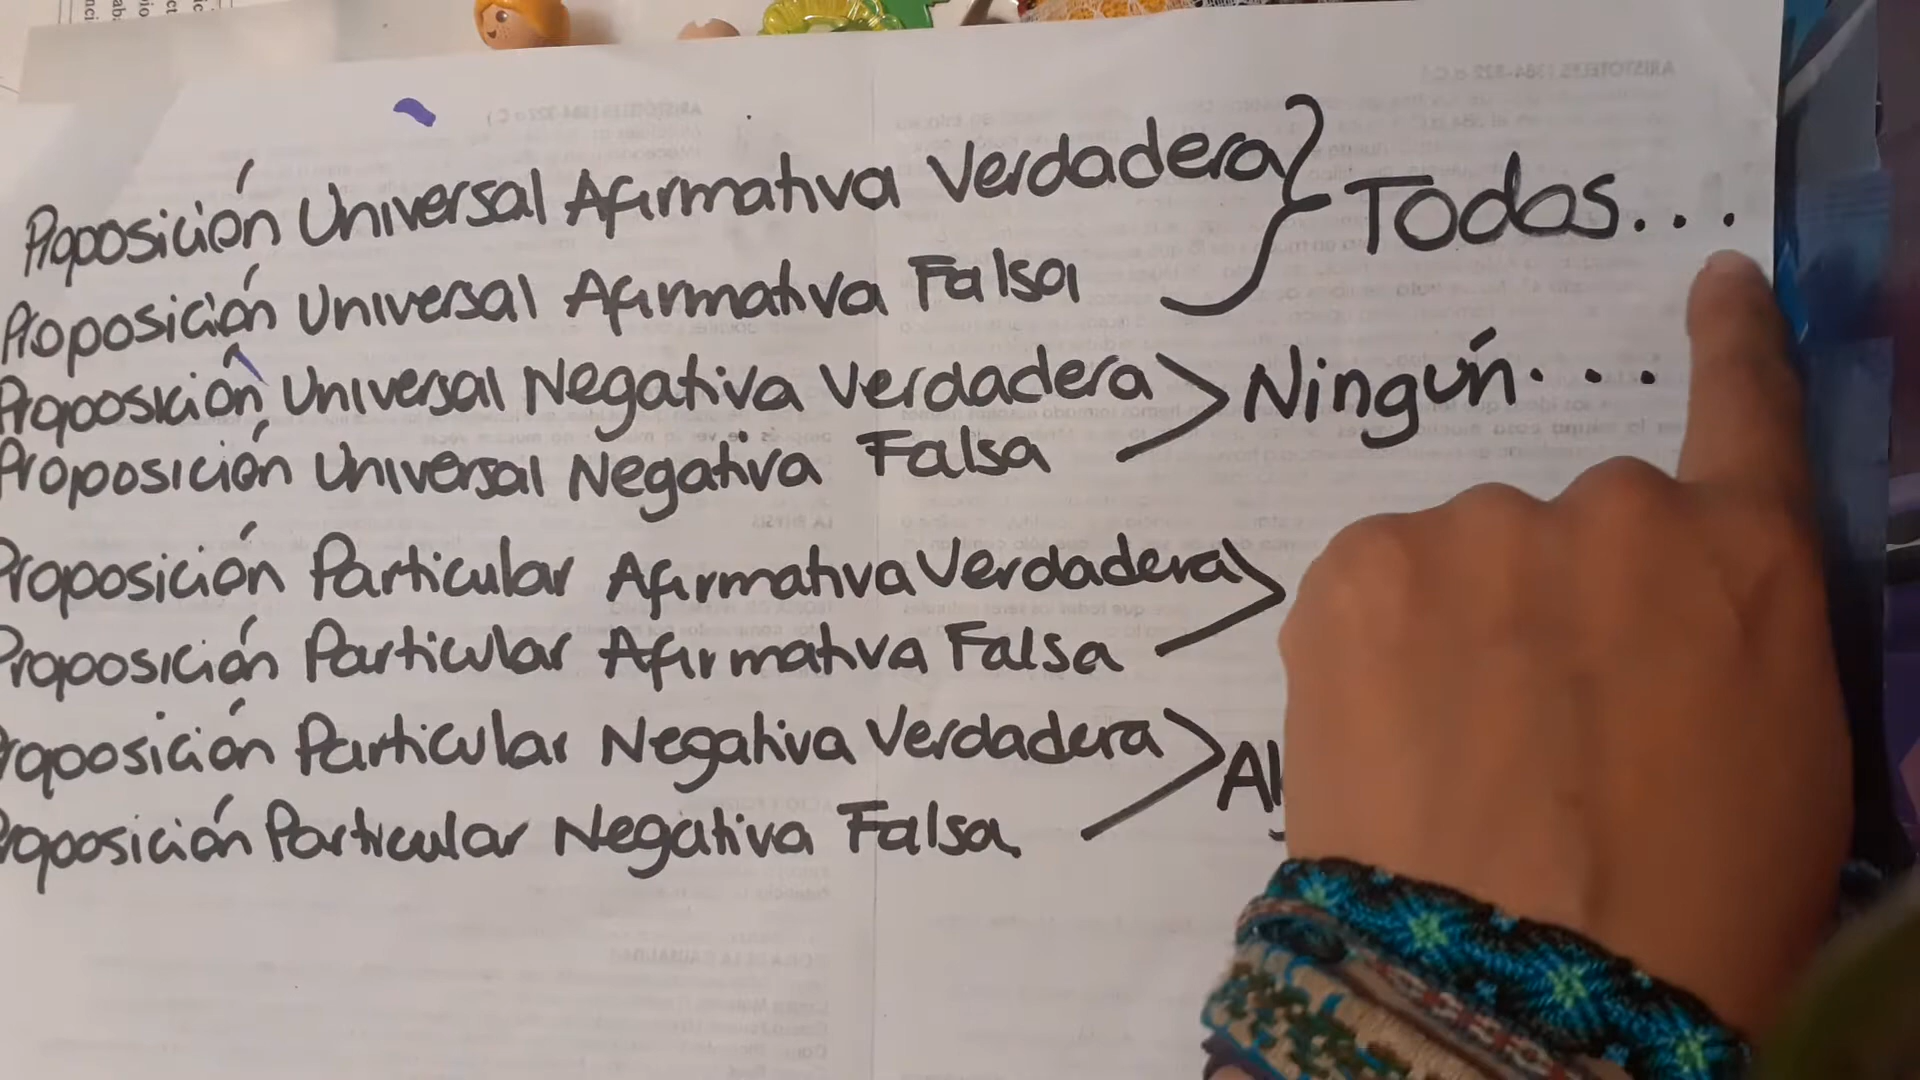 Proposición Universal Afirmativa Verdadera
Todos...
Proposición Universal Afirmativa Falsa
Proposición Universal Negativa Verdadera
Ningún....
Proposición Universal Negativa Falsa
Proposición Particular Afirmativa Verdadera
Proposición Particular Afirmativa Falsa
Proposición Particular Negativa Verdadera
Al
Proposición Particular Negativa Falsa